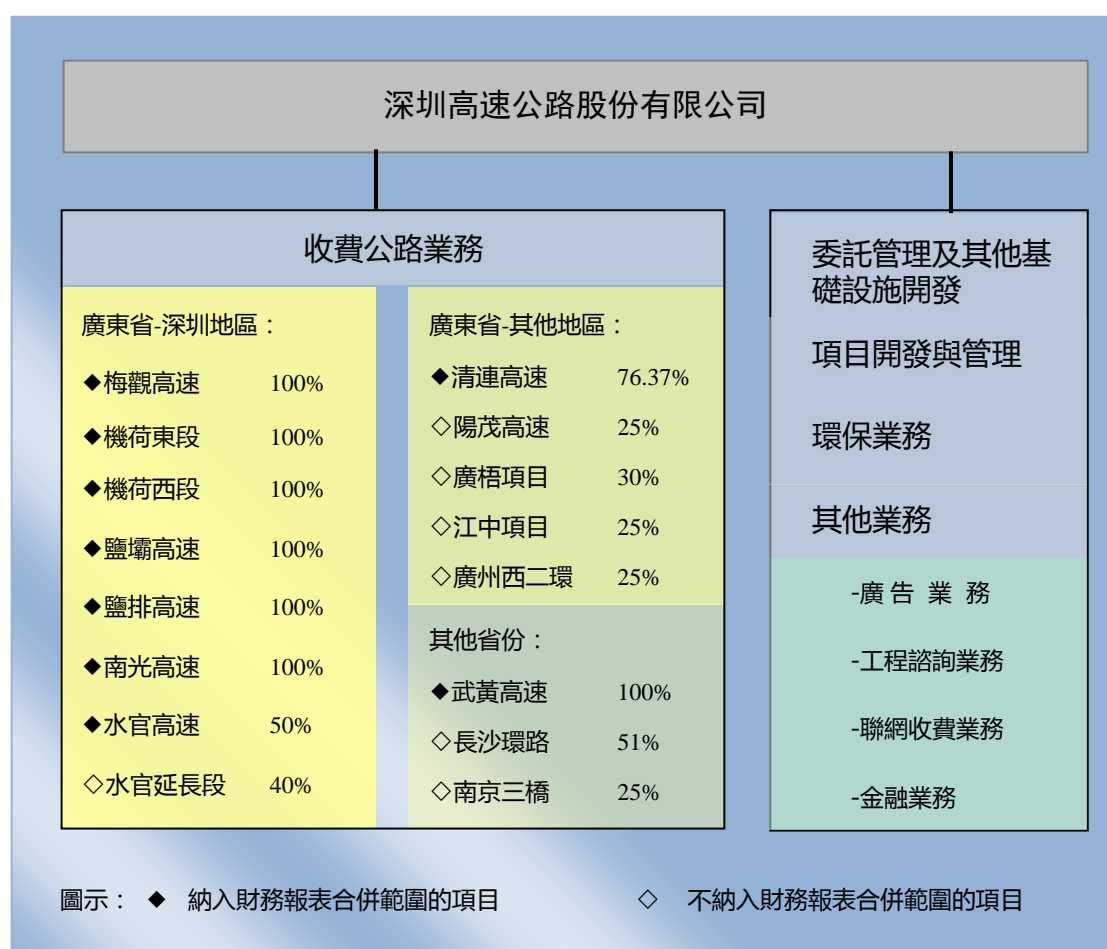 深圳高速公路股份有限公司
收費公路業務
廣東省-深圳地區：
◆梅觀高速 100%
◆機荷東段 100%
◆機荷西段 100%
◆鹽壩高速 100%
◆鹽排高速 100%
◆南光高速 100%
◆水官高速 50%
◇水官延長段 40%
廣東省-其他地區：
◆清連高速 76.37%
◇陽茂高速 25%
◇廣梧項目 30%
◇江中項目 25%
◇廣州西二環 25%
其他省份：
◆武黃高速 100%
◇長沙環路 51%
◇南京三橋 25%
委託管理及其他基
礎設施開發
項目開發與管理
環保業務
其他業務
-廣告 業 務
-工程諮詢業務
-聯網收費業務
-金融業務
圖示： ◆ 納入財務報表合併範圍的項目 ◇ 不納入財務報表合併範圍的項目